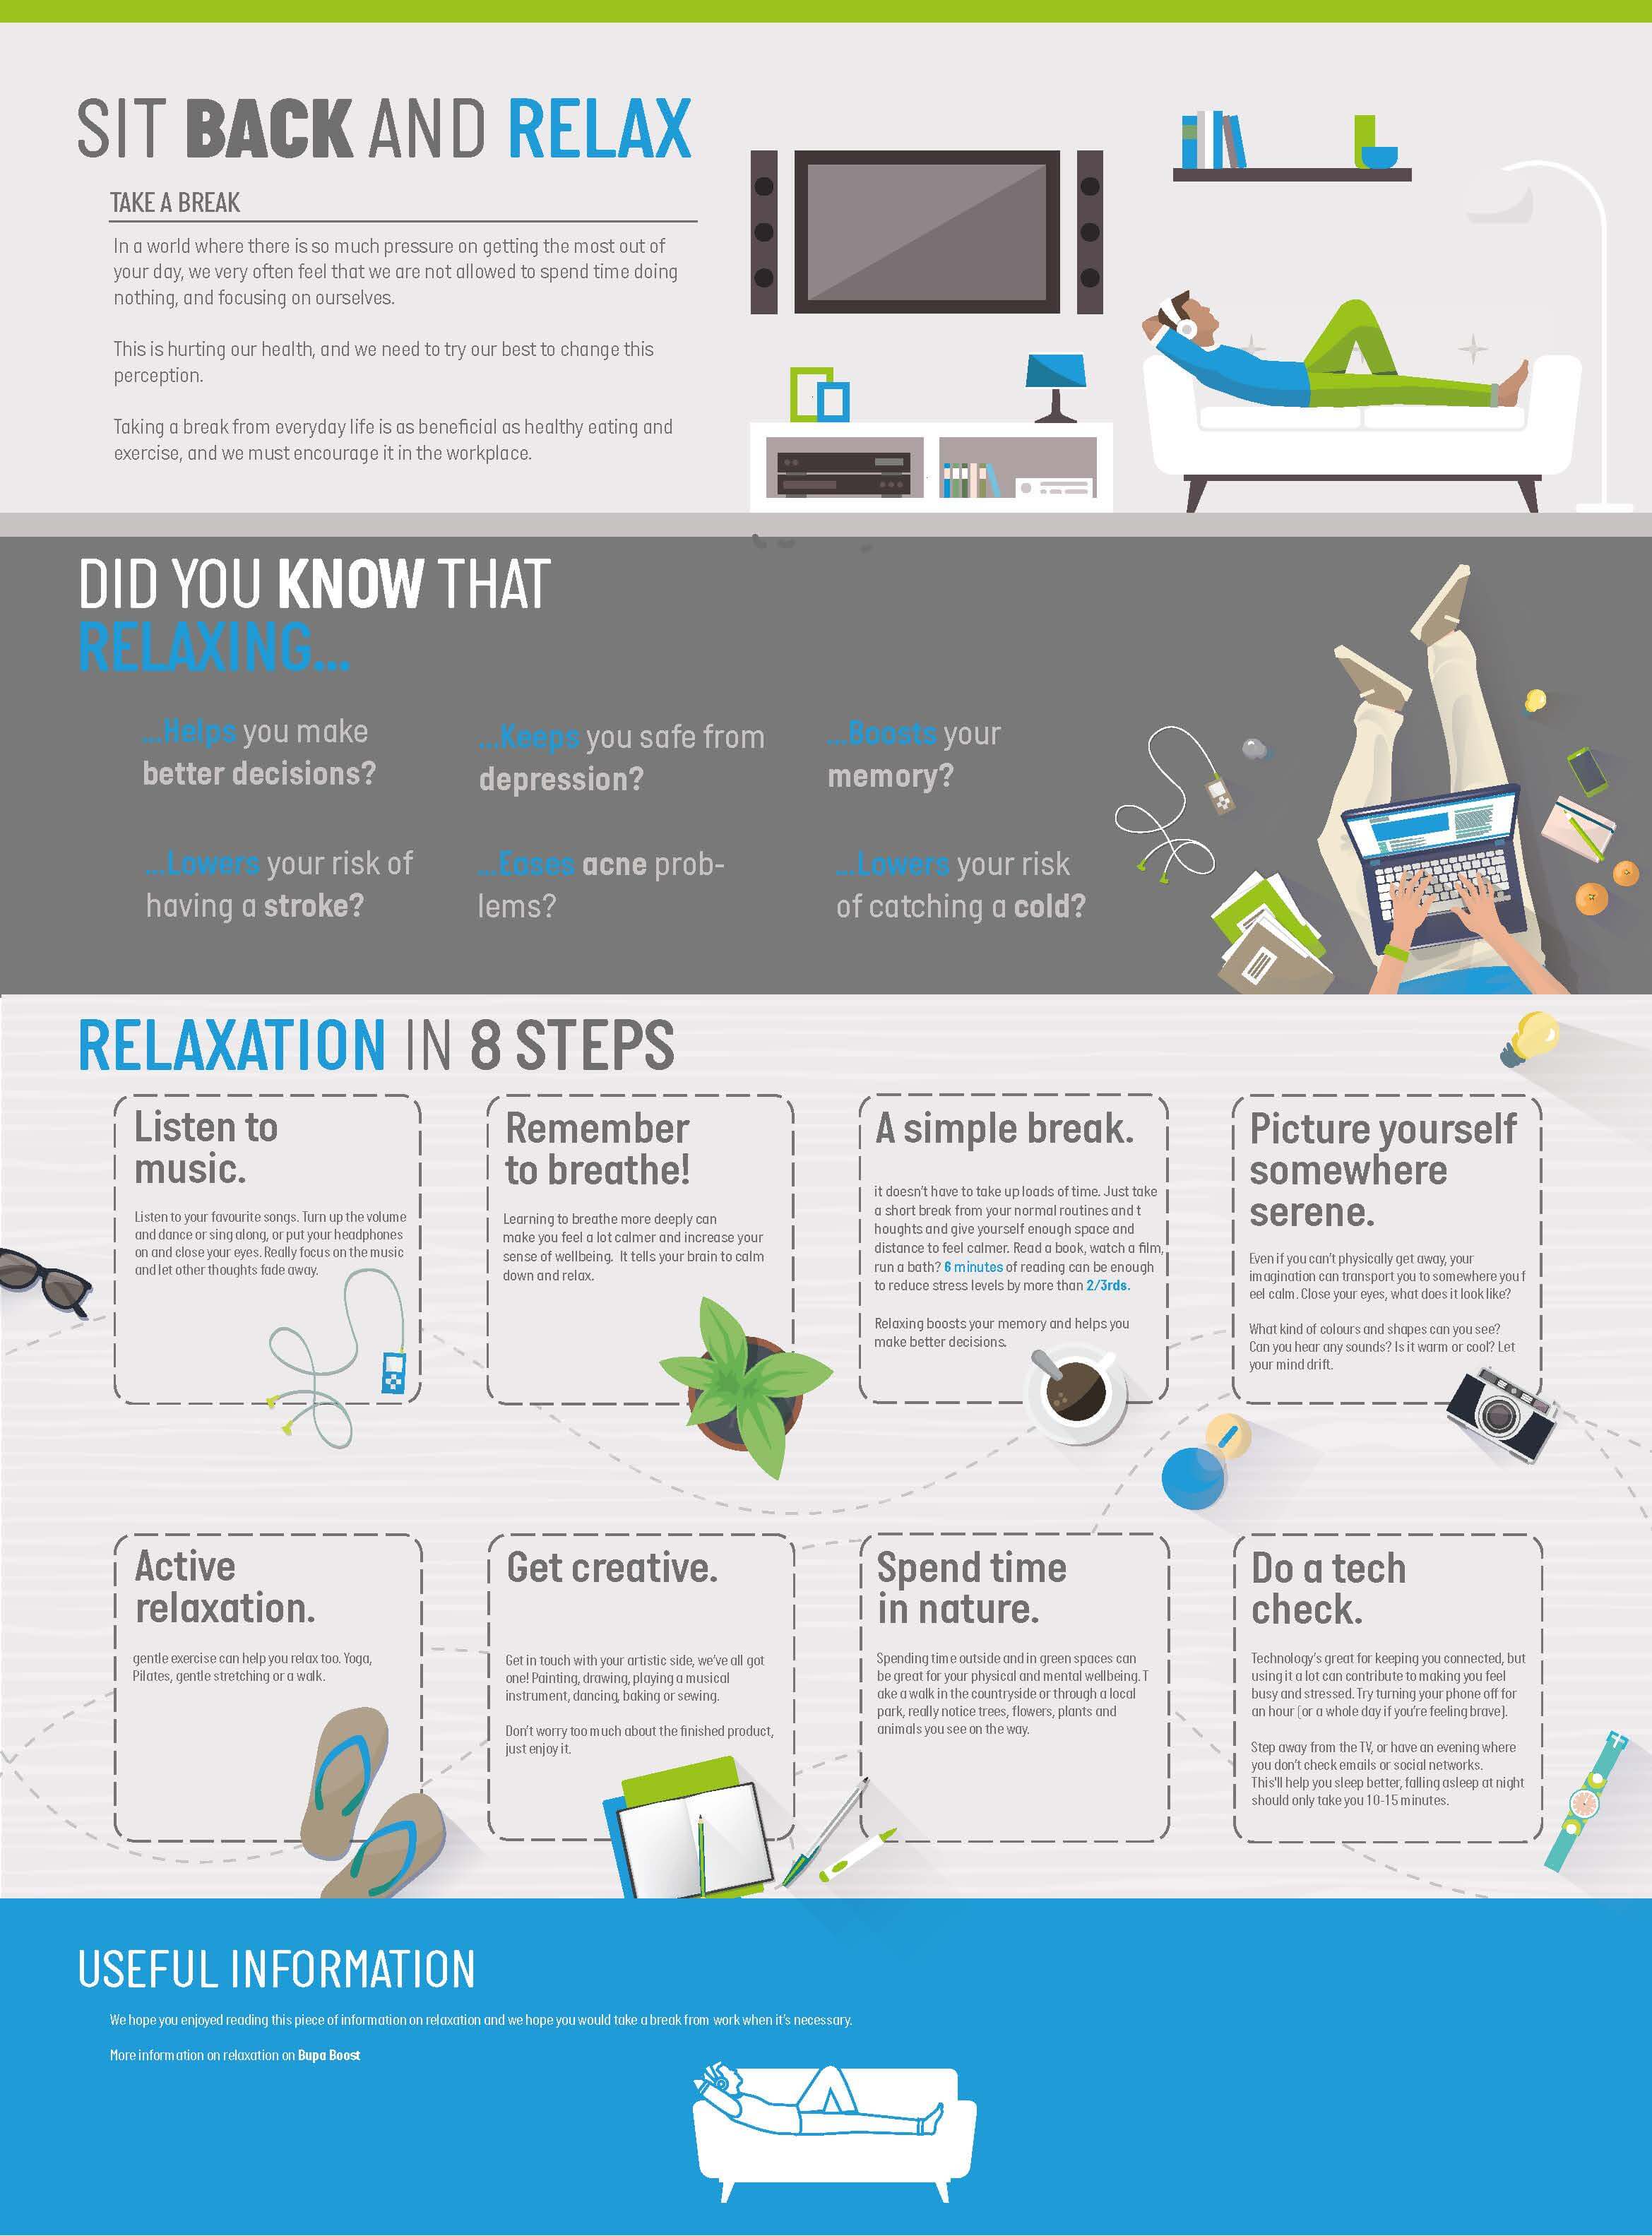 SIT BACK AND RELAX
TAKE A BREAK
In a world where there is so much pressure on getting the most out of
your day, we very often feel that we are not allowed to spend time doing
nothing, and focusing on ourselves.
This is hurting our health, and we need to try our best to change this
perception.
Taking a break from everyday life is as beneficial as healthy eating and
exercise, and we must encourage it in the workplace.
DID YOU KNOW THAT
RELAXING...
...Helps you make
better decisions?
...Keeps you safe from
depression?
...Boosts your
memory?
...Lowers your risk of
having a stroke?
...Eases acne prob-
lems?
...Lowers your risk
of catching a cold?
RELAXATION IN 8 STEPS
Listen to
music.
Listen to your favourite songs. Turn up the volume
and dance or sing along, or put your headphones
on and close your eyes. Really focus on the music
and let other thoughts fade away.
Remember
to breathe!
Learning to breathe more deeply can
make you feel a lot calmer and increase your
sense of wellbeing. It tells your brain to calm
down and relax.
A simple break.
it doesn't have to take up loads of time. Just take
a short break from your normal routines and t
houghts and give yourself enough space and
distance to feel calmer. Read a book, watch a film,
run a bath? 6 minutes of reading can be enough
to reduce stress levels by more than 2/3rds.
Relaxing boosts your memory and helps you
make better decisions.
Picture yourself
somewhere
serene.
Even if you can't physically get away, your
imagination can transport you to somewhere you f
eel calm. Close your eyes, what does it look like?
What kind of colours and shapes can you see?
Can you hear any sounds? Is it warm or cool? Let
your mind drift.
Active
relaxation.
gentle exercise can help you relax too. Yoga,
Pilates, gentle stretching or a walk.
Get creative.
Get in touch with your artistic side, we've all got
one! Painting, drawing, playing a musical
instrument, dancing, baking or sewing.
Don't worry too much about the finished product,
just enjoy it.
Spend time
in nature.
Spending time outside and in green spaces can
be great for your physical and mental wellbeing. T
ake a walk in the countryside or through a local
park, really notice trees, flowers, plants and
animals you see on the way.
Do a tech
check.
Technology's great for keeping you connected, but
using it a lot can contribute to making you feel
busy and stressed. Try turning your phone off for
an hour (or a whole day if you're feeling brave).
Step away from the TV, or have an evening where
you don't check emails or social networks.
This'll help you sleep better, falling asleep at night
should only take you 10-15 minutes.
USEFUL INFORMATION
We hope you enjoyed reading this piece of information on relaxation and we hope you would take a break from work when it's necessary.
More information on relaxation on Bupa Boost